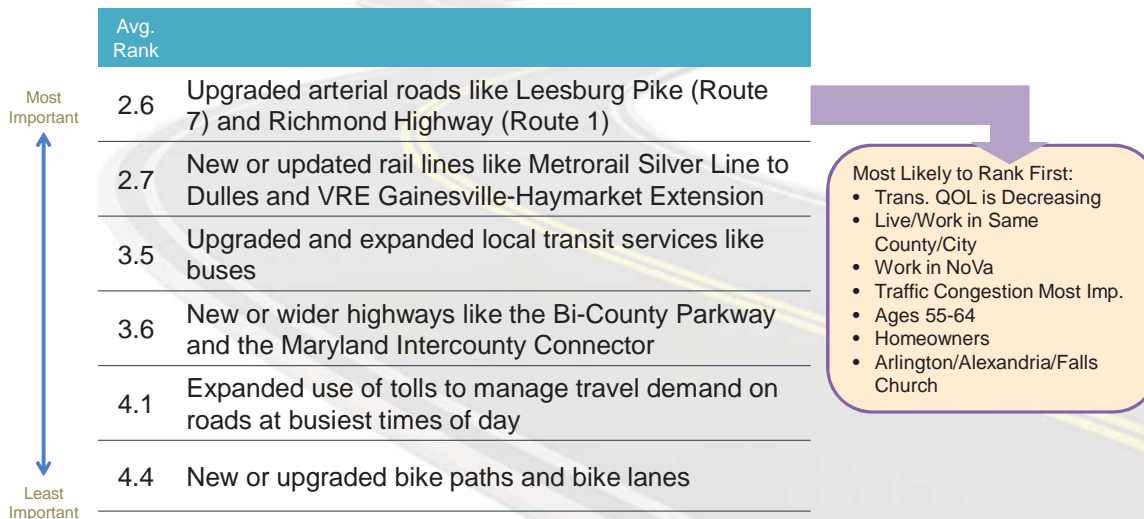 Avg.
Rank
Most
Important
2.6 Upgraded arterial roads like Leesburg Pike (Route
7) and Richmond Highway (Route 1)
2.7 New or updated rail lines like Metrorail Silver Line to
Dulles and VRE Gainesville-Haymarket Extension
3.5 Upgraded and expanded local transit services like
buses
3.6 New or wider highways like the Bi-County Parkway
and the Maryland Intercounty Connector
4.1 Expanded use of tolls to manage travel demand on
roads at busiest times of day
4.4 New or upgraded bike paths and bike lanes
Least
Important
Most Likely to Rank First:
• Trans. QOL is Decreasing
• Live/Work in Same
County/City
• Work in NoVa
• Traffic Congestion Most Imp.
• Ages 55-64
• Homeowners
• Arlington/Alexandria/Falls
Church